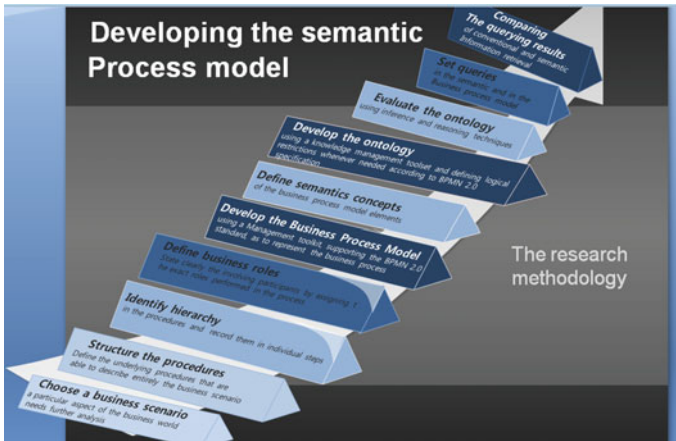 Developing the semantic
Process model
Comparing
The querying results
of conventional and semantic
Information retrieval
Set queries
in the semantic and in the
Business process model
Evaluate the ontology
using inference and reasoning techniques
Develop the ontology
using a knowledge management toolset and defining logical
restrictions whenever needed according to BPMN 2.0
specification
Define semantics concepts
of the business process model elements
Develop the Business Process Model
using a Management toolkit, supporting the BPMN 2.0
standard, as to represent the business process
Define business roles
State clearly the involving participants by assigning
exact roles performed in the process
Identify hierarchy
in the procedures and record them in individual steps
Structure the procedures
Define the underlying procedures that are
able to describe entirely the business scenario
Choose a business scenario
a particular aspect of the business world
needs further analysis
The research
methodology